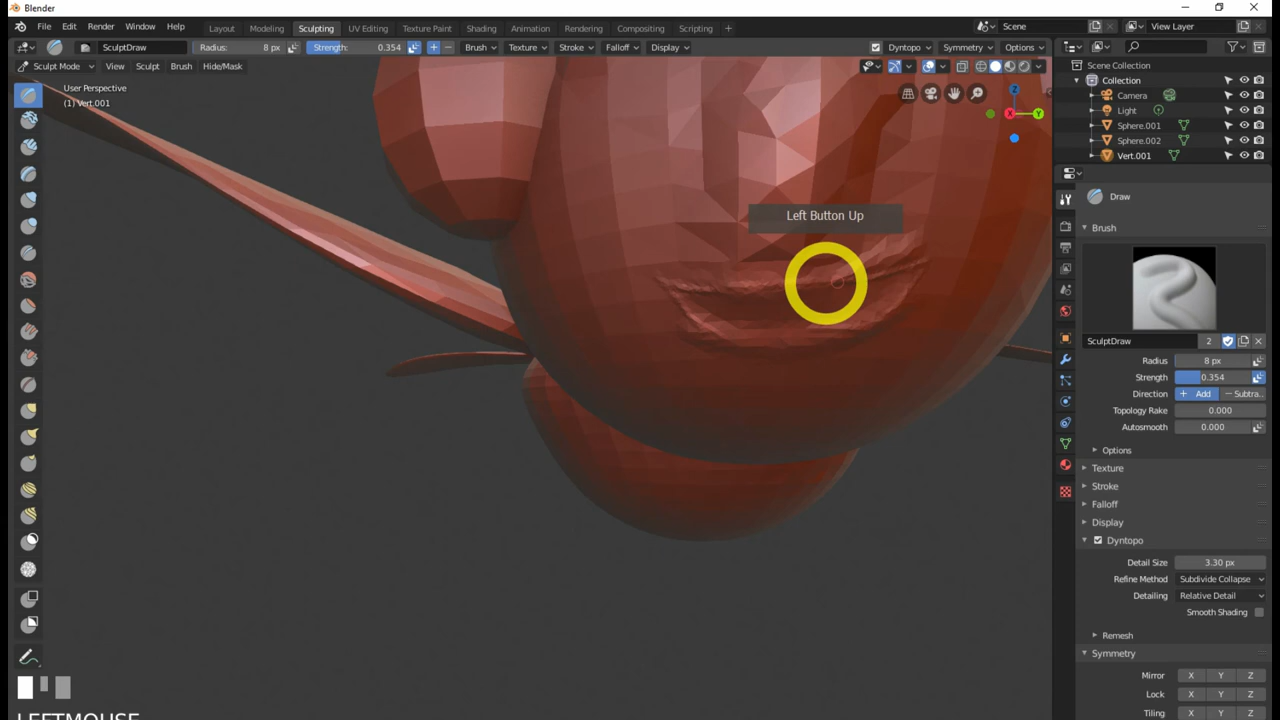 Blender
File Edit Render Window Help
Layout Modeling Sculpting UV Editing Texture Paint Shading Animation Rendering Compositing Scripting +
Scene
View Layer
SculptDraw
Radius: 8 px
Strength: 0.354
Brush Texture Stroke Falloff Display
Dyntopo Symmetry Options
Sculpt Mode View Sculpt Brush Hide/Mask
User Perspective
(1) Vert.001
Z
X
Y
Left Button Up
LEFTMOUSE
Scene Collection
Collection
Camera
Light
Sphere.001
Sphere.002
Vert.001
Draw
Brush
SculptDraw 2
Radius 8 px
Strength 0.354
Direction + Add − Subtra..
Topology Rake 0.000
Autosmooth 0.000
Options
Texture
Stroke
Falloff
Display
Dyntopo
Detail Size 3.30 px
Refine Method Subdivide Collapse
Detailing Relative Detail
Smooth Shading
Remesh
Symmetry
Mirror X Y Z
Lock X Y Z
Tiling X Y Z